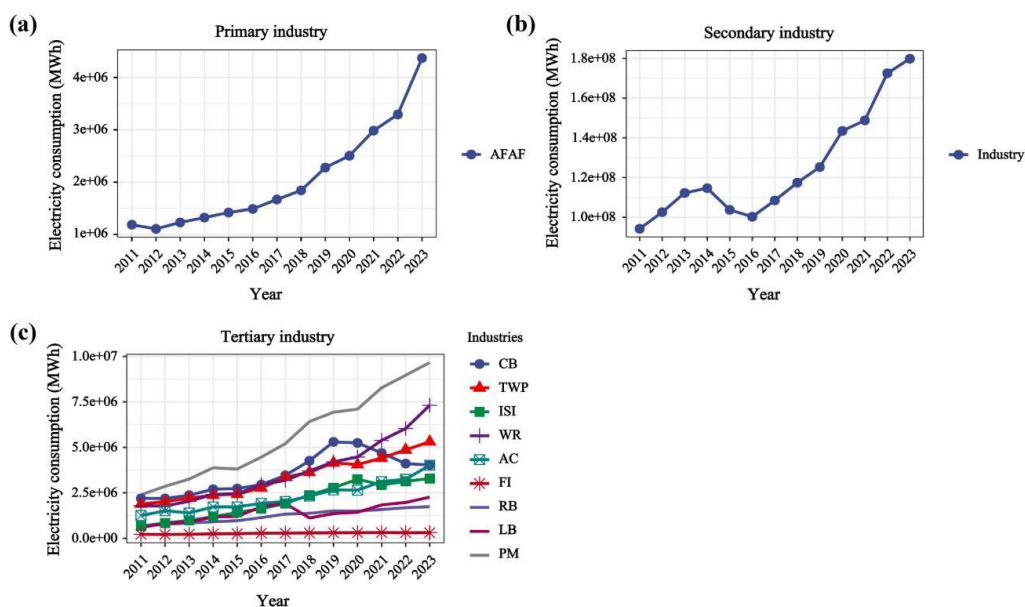 (a)
Primary industry
Electricity consumption (MWh)
4e+06
3e+06
2e+06
1e+06
2011
2012
2013
2014
2015
2016
2017
2018
2019
2020
2021
2022
2023
Year
AFAF
(b)
Secondary industry
Electricity consumption (MWh)
1.8e+08
1.6e+08
1.4e+08
1.2e+08
1.0e+08
2011
2012
2013
2014
2015
2016
2017
2018
2019
2020
2021
2022
2023
Year
Industry
(c)
Tertiary industry
Electricity consumption (MWh)
1.0e+07
7.5e+06
5.0e+06
2.5e+06
0.0e+00
2011
2012
2013
2014
2015
2016
2017
2018
2019
2020
2021
2022
2023
Year
Industries
CB
TWP
ISI
WR
AC
FI
RB
LB
PM